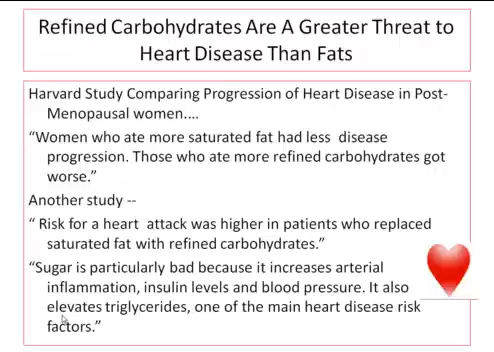 Refined Carbohydrates Are A Greater Threat to
Heart Disease Than Fats
Harvard Study Comparing Progression of Heart Disease in Post-
Menopausal women….
“Women who ate more saturated fat had less disease
progression. Those who ate more refined carbohydrates got
worse.”
Another study --
“ Risk for a heart attack was higher in patients who replaced
saturated fat with refined carbohydrates.”
“Sugar is particularly bad because it increases arterial
inflammation, insulin levels and blood pressure. It also
elevates triglycerides, one of the main heart disease risk
factors.”